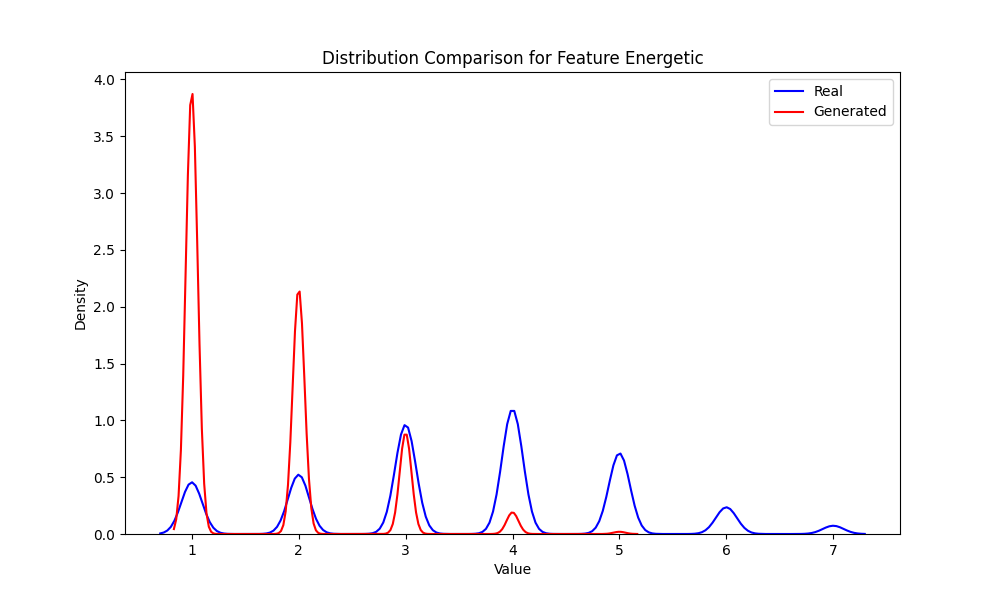 Distribution Comparison for Feature Energetic
Real
Generated
4.0
3.5
3.0
2.5
2.0
1.5
1.0
0.5
0.0
Density
1 2 3 4 5 6 7
Value